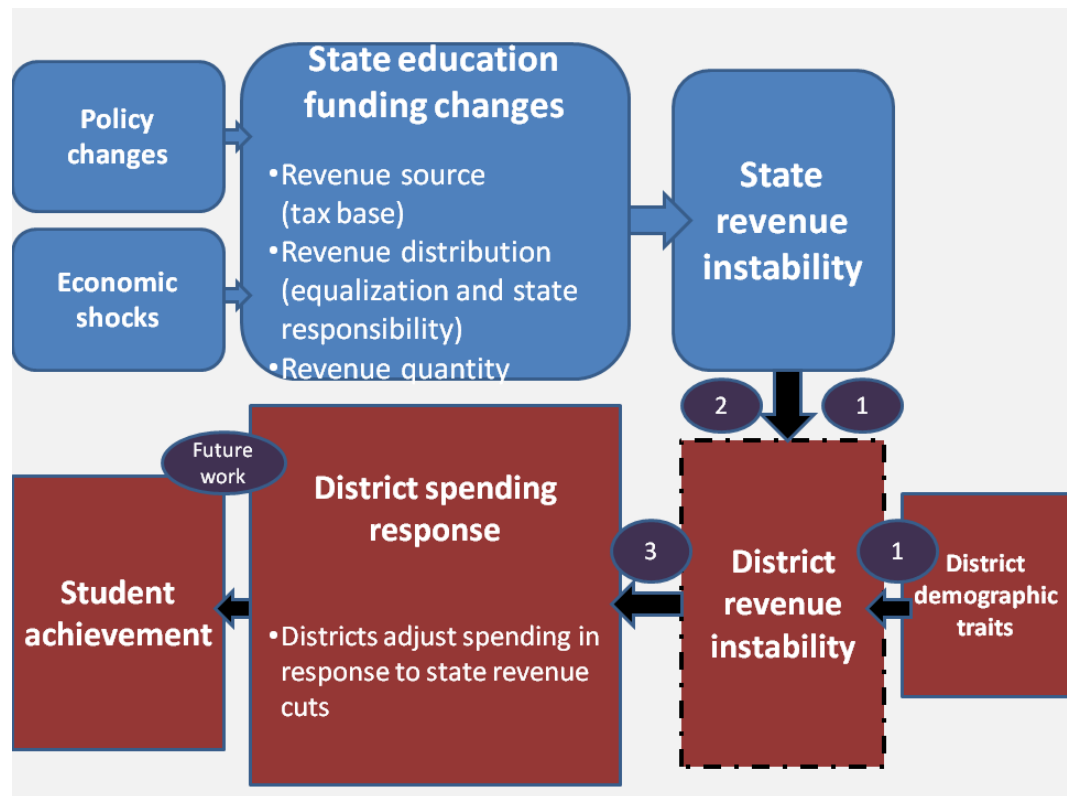 Policy
changes
Economic
shocks
State education
funding changes
•Revenue source
(tax base)
•Revenue distribution
(equalization and state
responsibility)
•Revenue quantity
State
revenue
instability
2
1
Future
work
Student
achievement
District spending
response
•Districts adjust spending in
response to state revenue
cuts
3
District
revenue
instability
1
District
demographic
traits